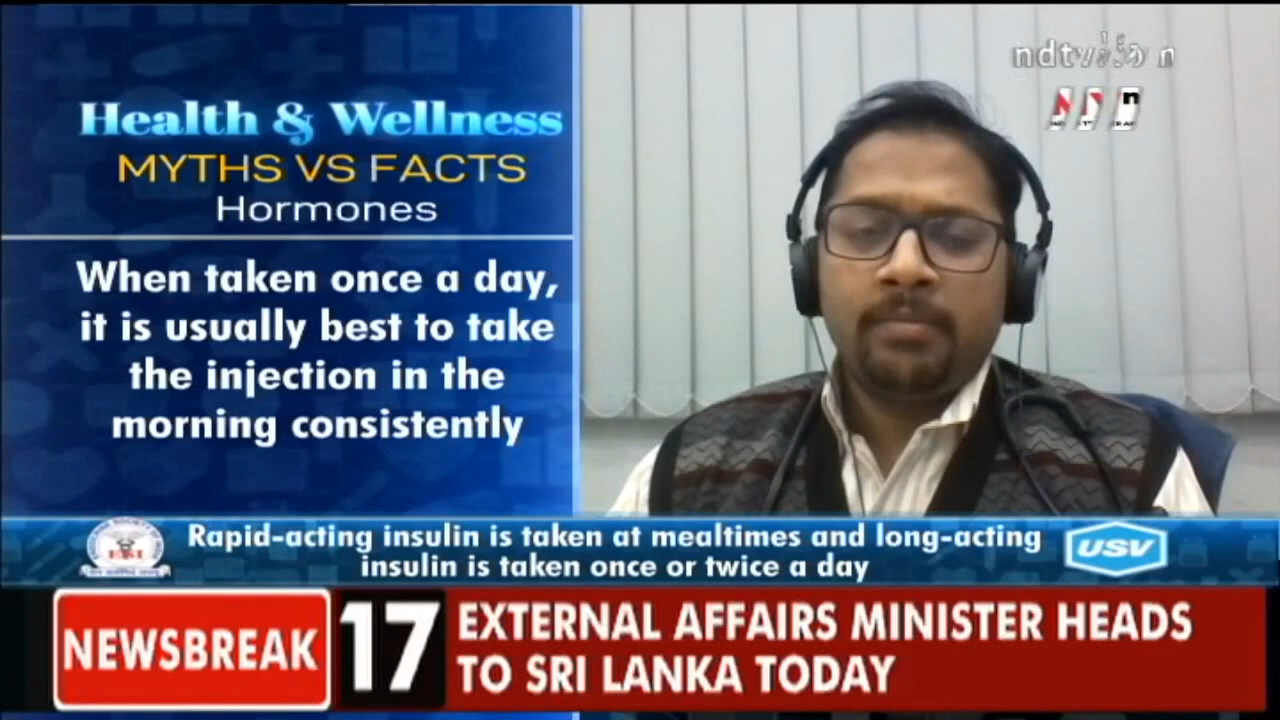 Health & Wellness
MYTHS VS FACTS
Hormones
When taken once a day,
it is usually best to take
the injection in the
morning consistently
Rapid-acting insulin is taken at mealtimes and long-acting
insulin is taken once or twice a day
ESI
USV
NEWSBREAK
17
EXTERNAL AFFAIRS MINISTER HEADS
TO SRI LANKA TODAY